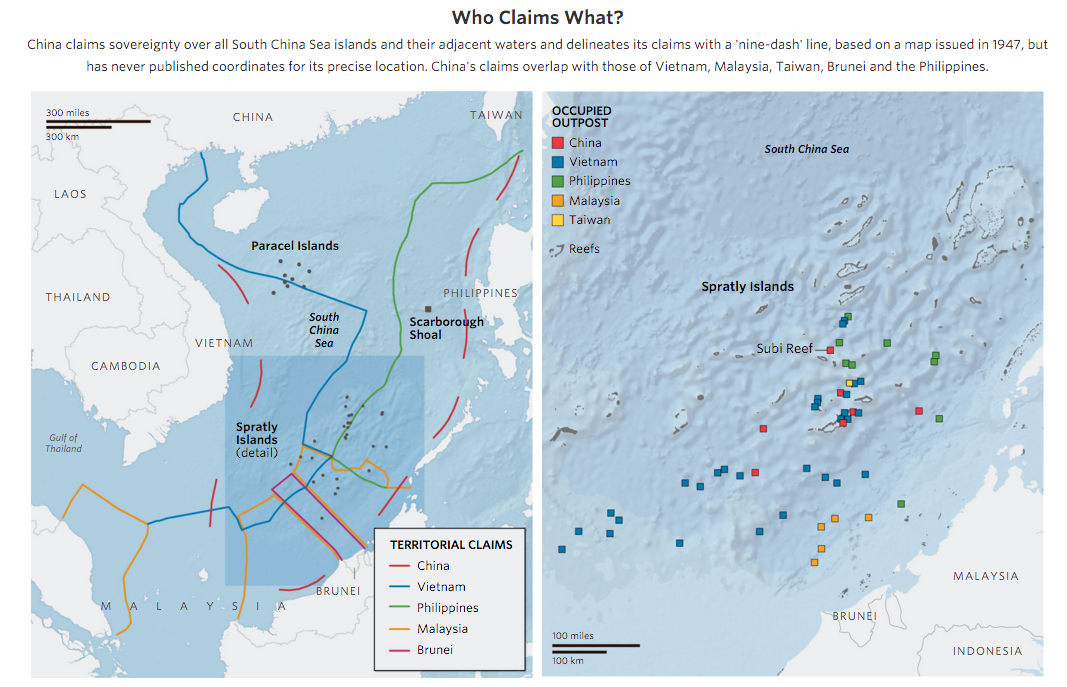 Who Claims What?
China claims sovereignty over all South China Sea islands and their adjacent waters and delineates its claims with a 'nine-dash' line, based on a map issued in 1947, but
has never published coordinates for its precise location. China's claims overlap with those of Vietnam, Malaysia, Taiwan, Brunei and the Philippines.
300 miles
300 km
CHINA
TAIWAN
LAOS
Paracel Islands
THAILAND
PHILIPPINES
South
China
Sea
Scarborough
Shoal
VIETNAM
CAMBODIA
Spratly
Islands
(detail)
Gulf of
Thailand
TERRITORIAL CLAIMS
China
Vietnam
Philippines
Malaysia
Brunei
BRUNEI
MALAYSIA
OCCUPIED
OUTPOST
China
Vietnam
Philippines
Malaysia
Taiwan
Reefs
South China Sea
Spratly Islands
Subi Reef
MALAYSIA
BRUNEI
INDONESIA
100 miles
100 km